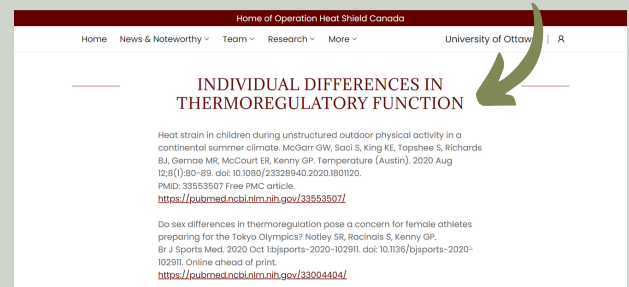 Home of Operation Heat Shield Canada
Home News & Noteworthy Team Research More University of Ottaw
INDIVIDUAL DIFFERENCES IN
THERMOREGULATORY FUNCTION
Heat strain in children during unstructured outdoor physical activity in a
continental summer climate. McGarr GW, Saci S, King KE, Topshee S, Richards
BJ, Gemae MR, McCourt ER, Kenny GP. Temperature (Austin). 2020 Aug
12;8(1):80-89. doi: 10.1080/23328940.2020.1801120.
PMID: 33553507 Free PMC article.
https://pubmed.ncbi.nlm.nih.gov/33553507/
Do sex differences in thermoregulation pose a concern for female athletes
preparing for the Tokyo Olympics? Notley SR, Racinais S, Kenny GP.
Br J Sports Med. 2020 Oct 1:bjsports-2020-102911. doi: 10.1136/bjsports-2020-
102911. Online ahead of print.
https://pubmed.ncbi.nlm.nih.gov/33004404/